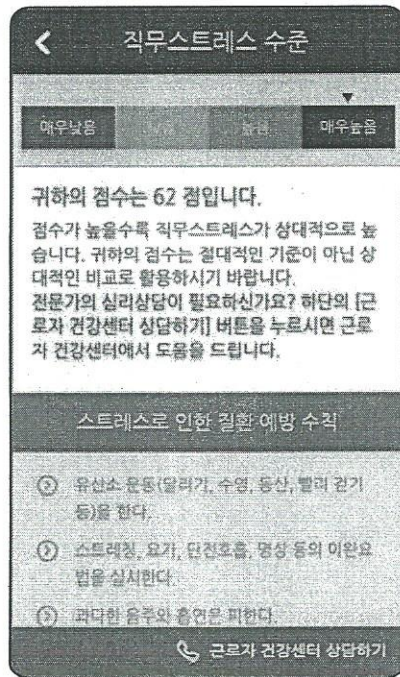 직무스트레스 수준
매우낮음 높음 매우높음
귀하의 점수는 62 점입니다.
점수가 높을수록 직무스트레스가 상대적으로 높
습니다. 귀하의 점수는 절대적인 기준이 아닌 상
대적인 비교로 활용하시기 바랍니다.
전문가의 심리상담이 필요하신가요? 하단의 [근
로자 건강센터 상담하기] 버튼을 누르시면 근로
자 건강센터에서 도움을 드립니다.
스트레스로 인한 질환 예방 수칙
유산소 운동(달리기, 수영, 등산, 빨리 걷기
등)을 한다.
스트레칭, 요가, 단전호흡, 명상 등의 이완요
법을 실시한다.
과다한 음주와 흡연은 피한다.
근로자 건강센터 상담하기